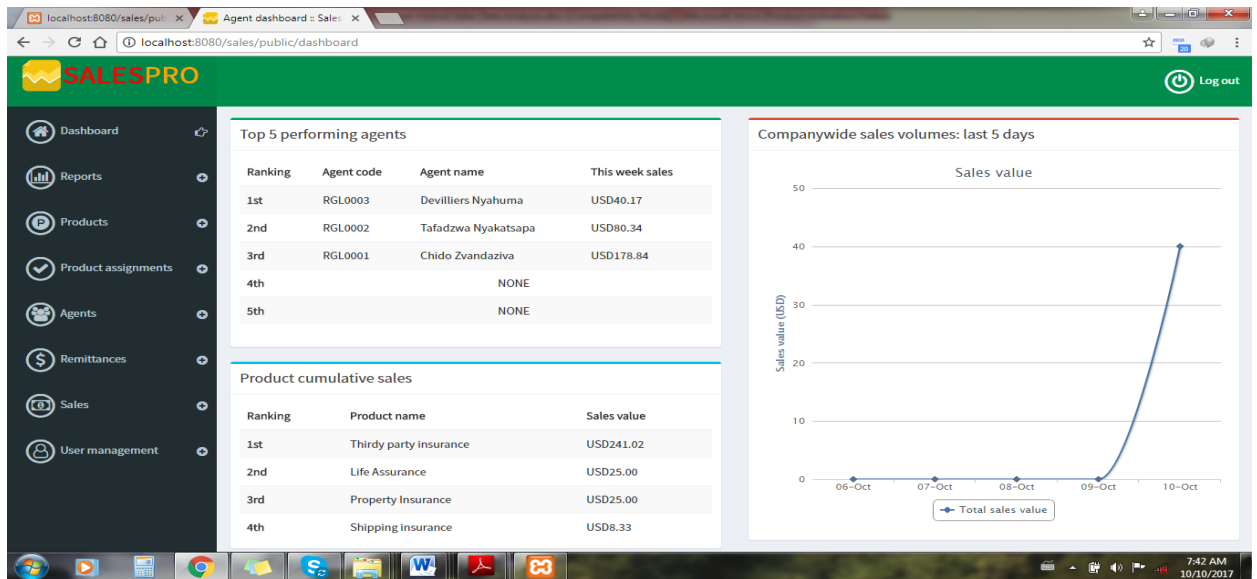 localhost:8080/sales/pub
Agent dashboard :: Sales
localhost:8080/sales/public/dashboard
20
SALESPRO
Log out
Dashboard
Reports
Products
Product assignments
Agents
Remittances
Sales
User management
Top 5 performing agents
Ranking Agent code Agent name This week sales
1st RGL0003 Devilliers Nyahuma USD40.17
2nd RGL0002 Tafadzwa Nyakatsapa USD80.34
3rd RGL0001 Chido Zvandaziva USD178.84
4th NONE
5th NONE
Product cumulative sales
Ranking Product name Sales value
1st Thirdy party insurance USD241.02
2nd Life Assurance USD25.00
3rd Property Insurance USD25.00
4th Shipping insurance USD8.33
Companywide sales volumes: last 5 days
Sales value
Sales value (USD)
50
40
30
20
10
0
06-Oct 07-Oct 08-Oct 09-Oct 10-Oct
Total sales value
7:42 AM
10/10/2017